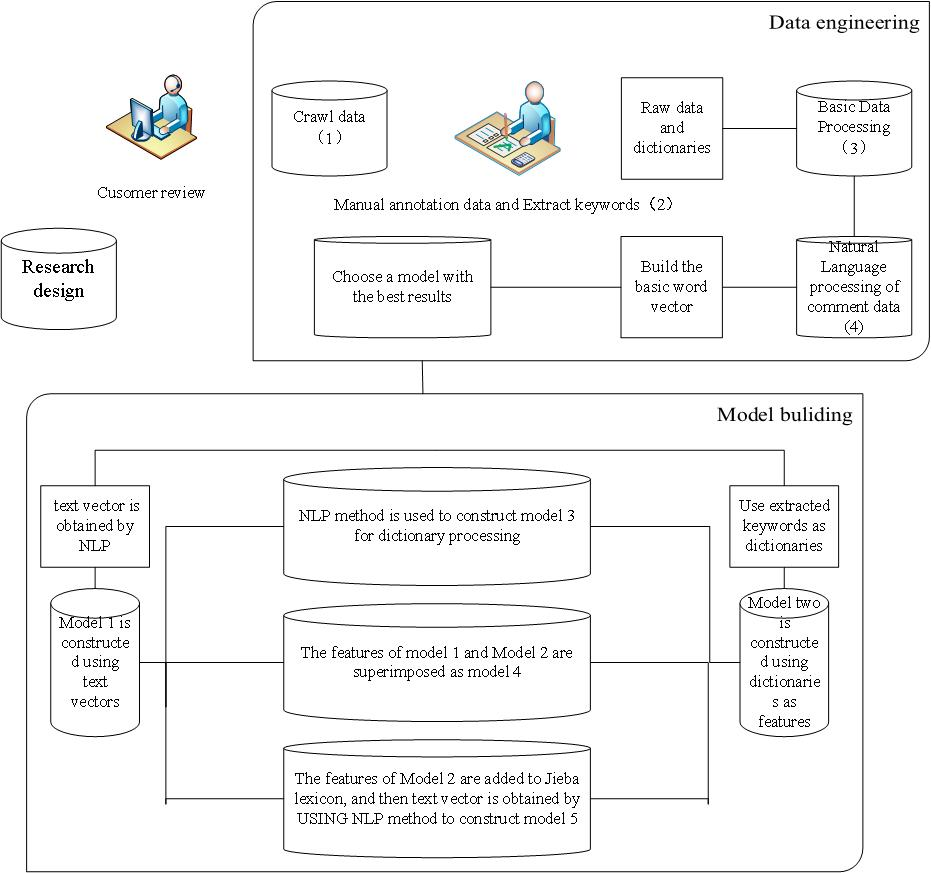 Data engineering
Crawl data
（1）
Raw data
and
dictionaries
Basic Data
Processing
（3）
Cusomer review
Manual annotation data and Extract keywords（2）
Research
design
Choose a model with
the best results
Build the
basic word
vector
Natural
Language
processing of
comment data
(4)
Model buliding
text vector is
obtained by
NLP
NLP method is used to construct model 3
for dictionary processing
Use extracted
keywords as
dictionaries
Model 1 is
constructe
d using
text
vectors
The features of model 1 and Model 2 are
superimposed as model 4
Model two
is
constructe
d using
dictionarie
s as
features
The features of Model 2 are added to Jieba
lexicon, and then text vector is obtained by
USING NLP method to construct model 5